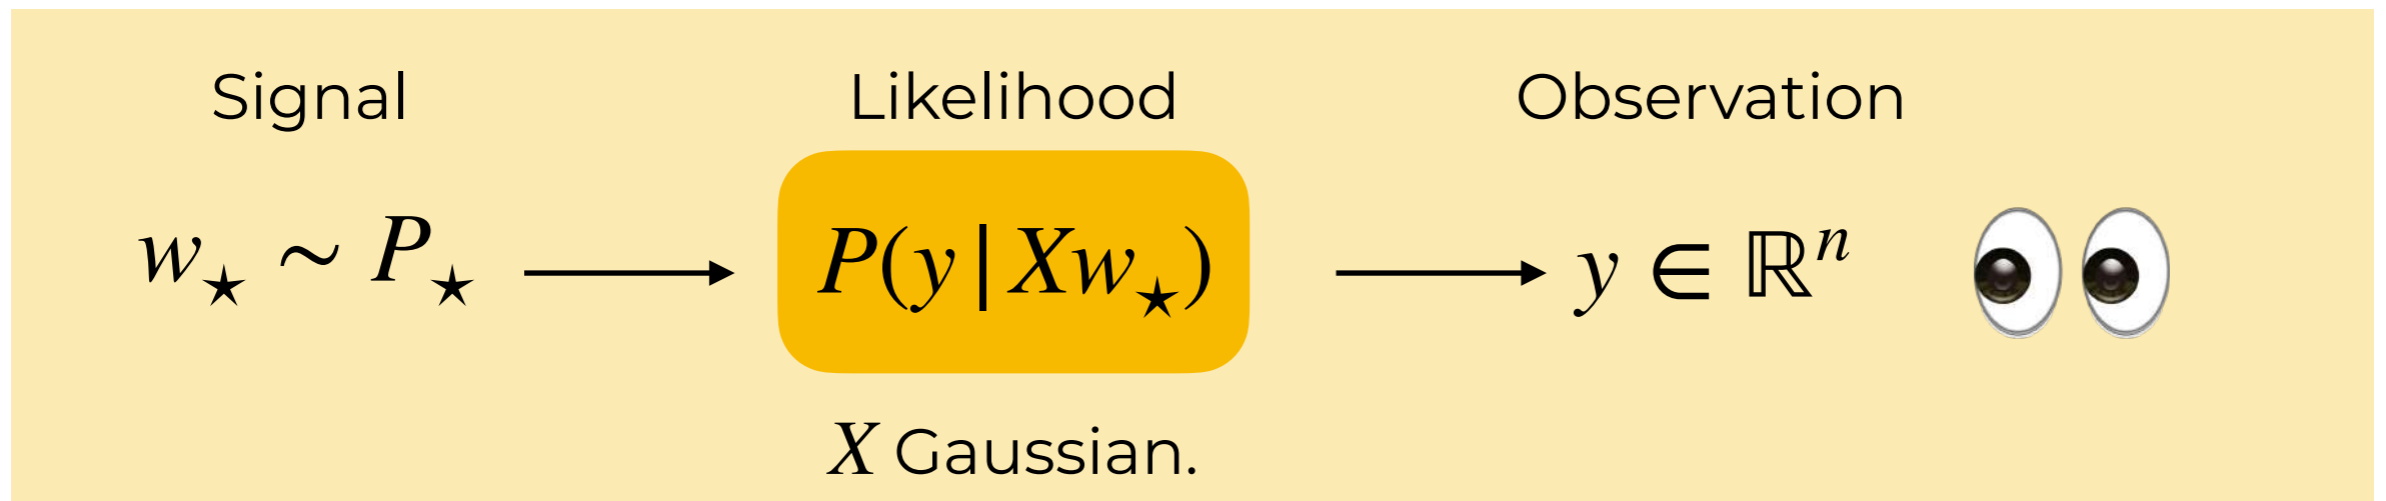 Signal Likelihood Observation
w⋆ ∼ P⋆ P(y|Xw⋆) y ∈ ℝⁿ
X Gaussian.